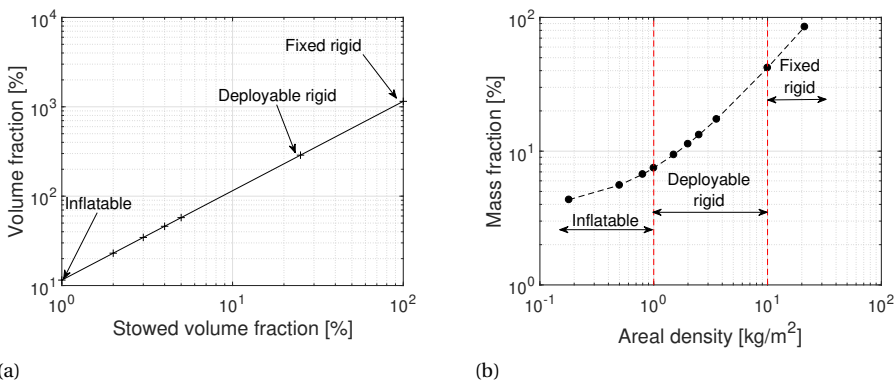 10^4
10^3
10^2
10^1
Volume fraction [%]
Fixed rigid
Deployable rigid
Inflatable
10^0
10^1
10^2
Stowed volume fraction [%]
(a)
10^2
10^1
10^0
Mass fraction [%]
Fixed
rigid
Deployable
rigid
Inflatable
10^-1
10^0
10^1
10^2
Areal density [kg/m^2]
(b)